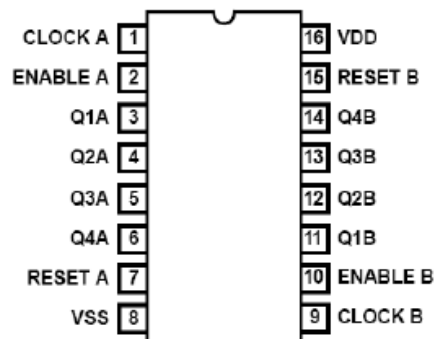 CLOCK A 1 16 VDD
ENABLE A 2 15 RESET B
Q1A 3 14 Q4B
Q2A 4 13 Q3B
Q3A 5 12 Q2B
Q4A 6 11 Q1B
RESET A 7 10 ENABLE B
VSS 8 9 CLOCK B